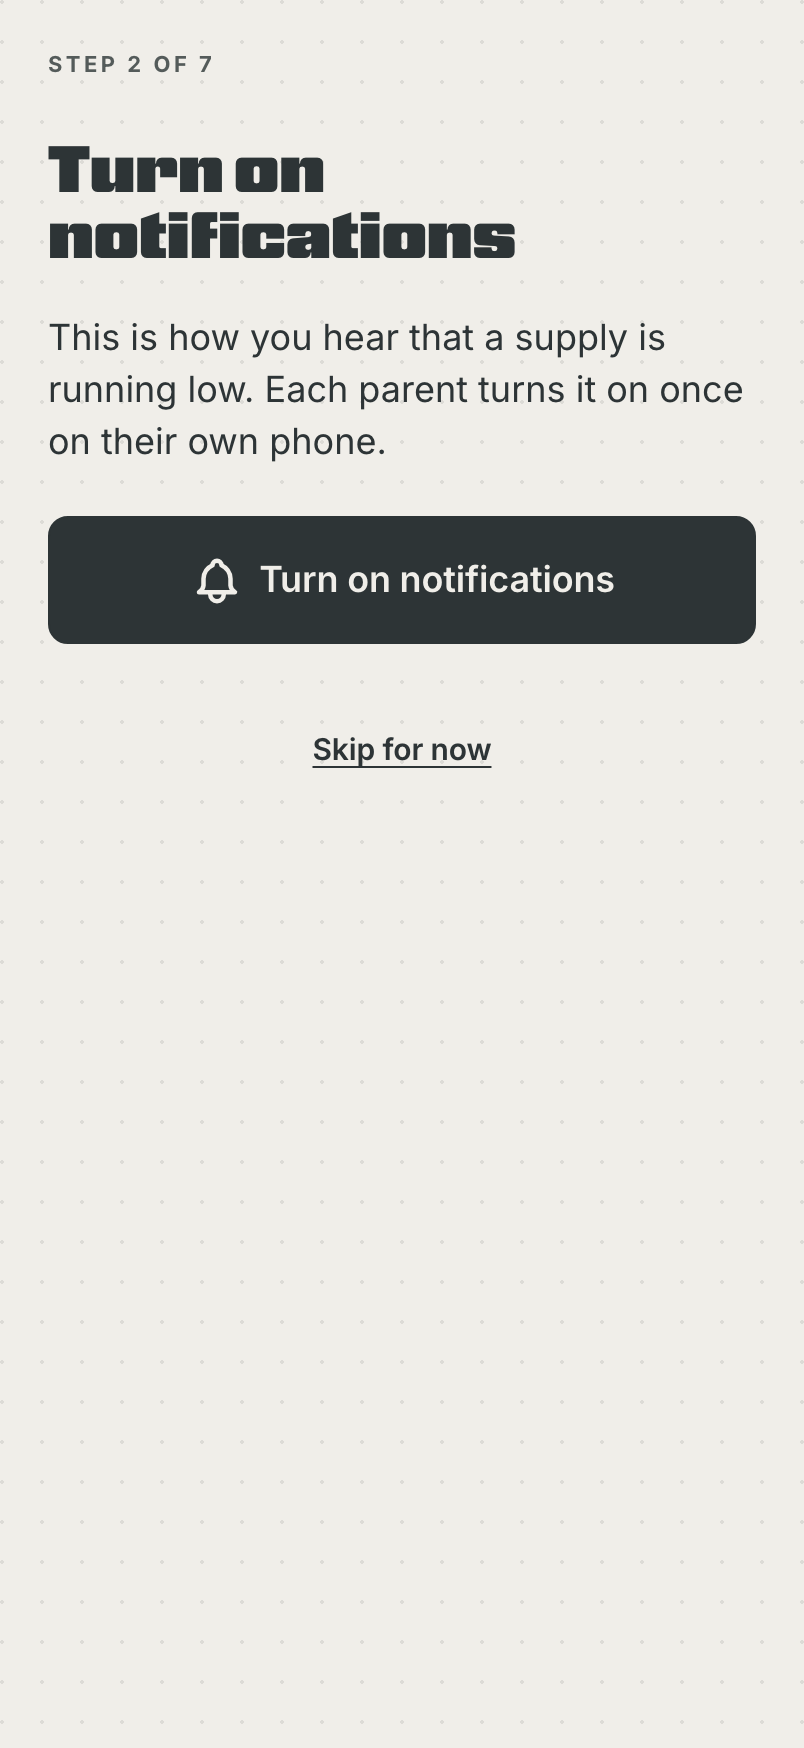 STEP 2 OF 7
Turn on
notifications
This is how you hear that a supply is
running low. Each parent turns it on once
on their own phone.
Turn on notifications
Skip for now